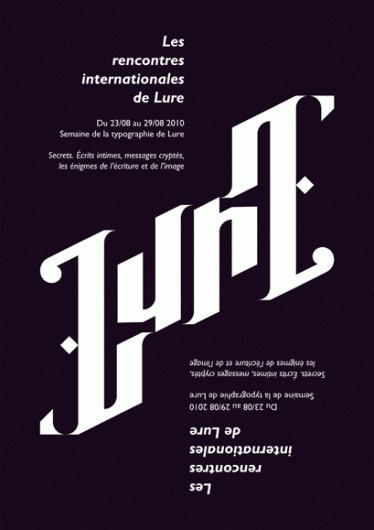 Les
rencontres
internationales
de Lure
Du 23/08 au 29/08 2010
Semaine de la typographie de Lure
Secrets. Écrits intimes, messages cryptés,
les énigmes de l'écriture et de l'image
Lure
Les
rencontres
internationales
de Lure
Du 23/08 au 29/08 2010
Semaine de la typographie de Lure
Secrets. Écrits intimes, messages cryptés,
les énigmes de l'écriture et de l'image